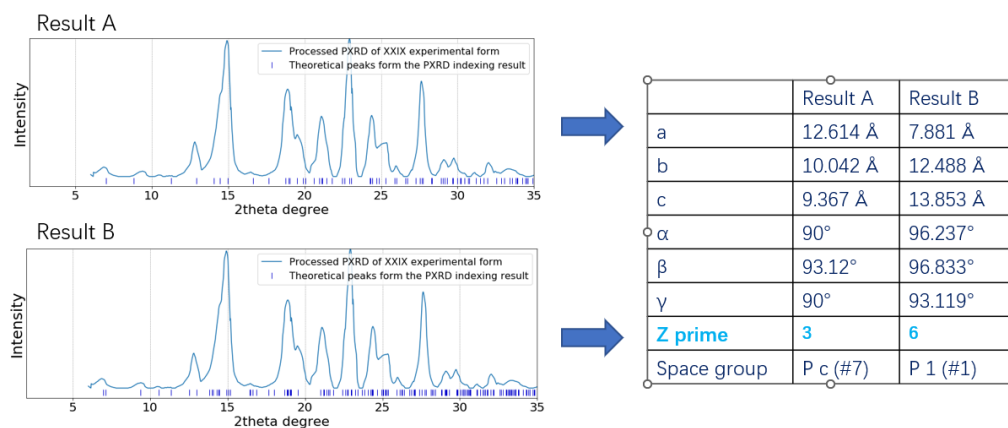 Result A
Processed PXRD of XXIX experimental form
Theoretical peaks form the PXRD indexing result
Intensity
5 10 15 20 25 30 35
2theta degree
Result B
Processed PXRD of XXIX experimental form
Theoretical peaks form the PXRD indexing result
Intensity
5 10 15 20 25 30 35
2theta degree
Result A Result B
a 12.614 Å 7.881 Å
b 10.042 Å 12.488 Å
c 9.367 Å 13.853 Å
α 90° 96.237°
β 93.12° 96.833°
γ 90° 93.119°
Z prime 3 6
Space group P c (#7) P 1 (#1)